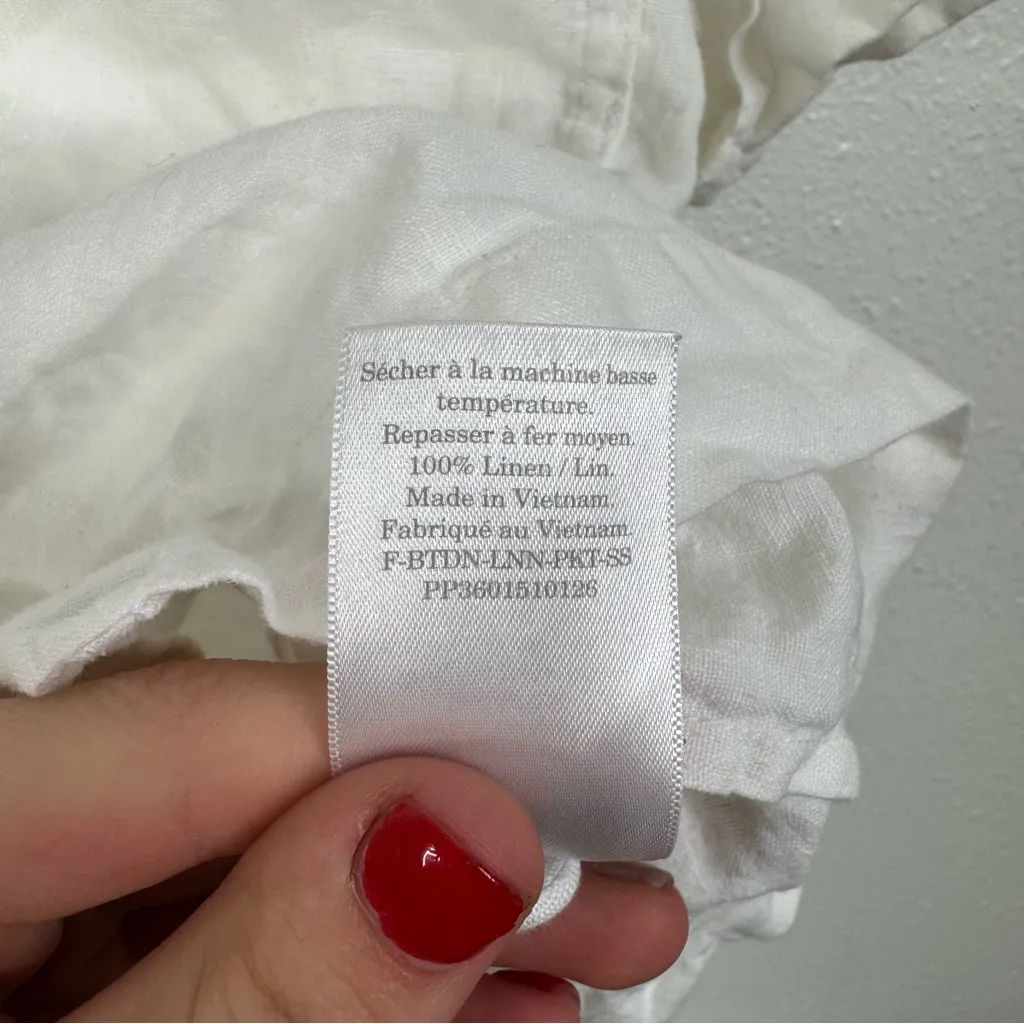 Sécher à la machine basse
température.
Repasser à fer moyen.
100% Linen / Lin.
Made in Vietnam.
Fabriqué au Vietnam.
F-BTDN-LNN-PKT-SS
PP3601510126